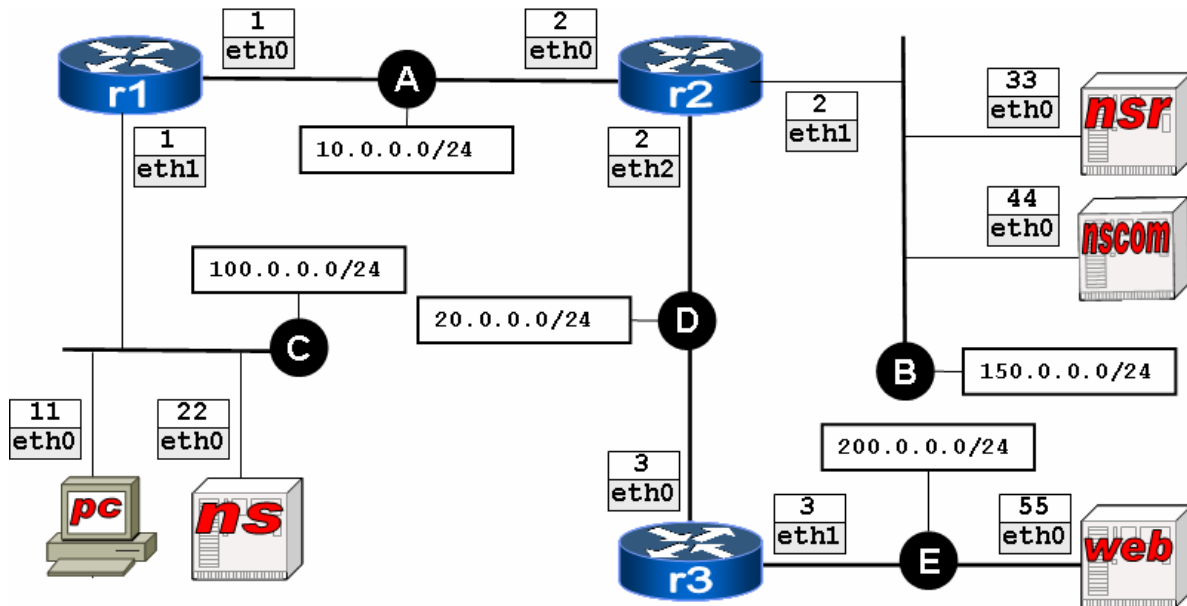 1
eth0
2
eth0
r1
A
r2
10.0.0.0/24
1
eth1
2
eth2
2
eth1
33
eth0
nsr
44
eth0
nscom
100.0.0.0/24
C
20.0.0.0/24
D
B
150.0.0.0/24
11
eth0
22
eth0
pc
ns
200.0.0.0/24
3
eth0
r3
3
eth1
E
55
eth0
web